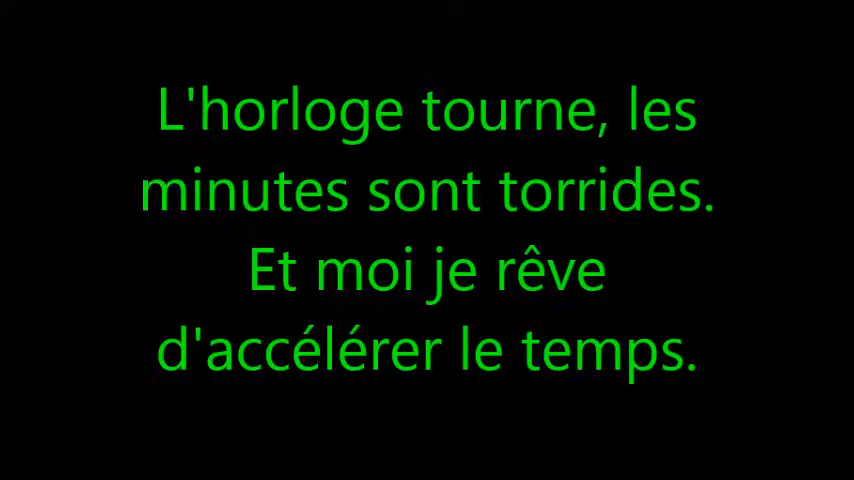 L'horloge tourne, les
minutes sont torrides.
Et moi je rêve
d'accélérer le temps.